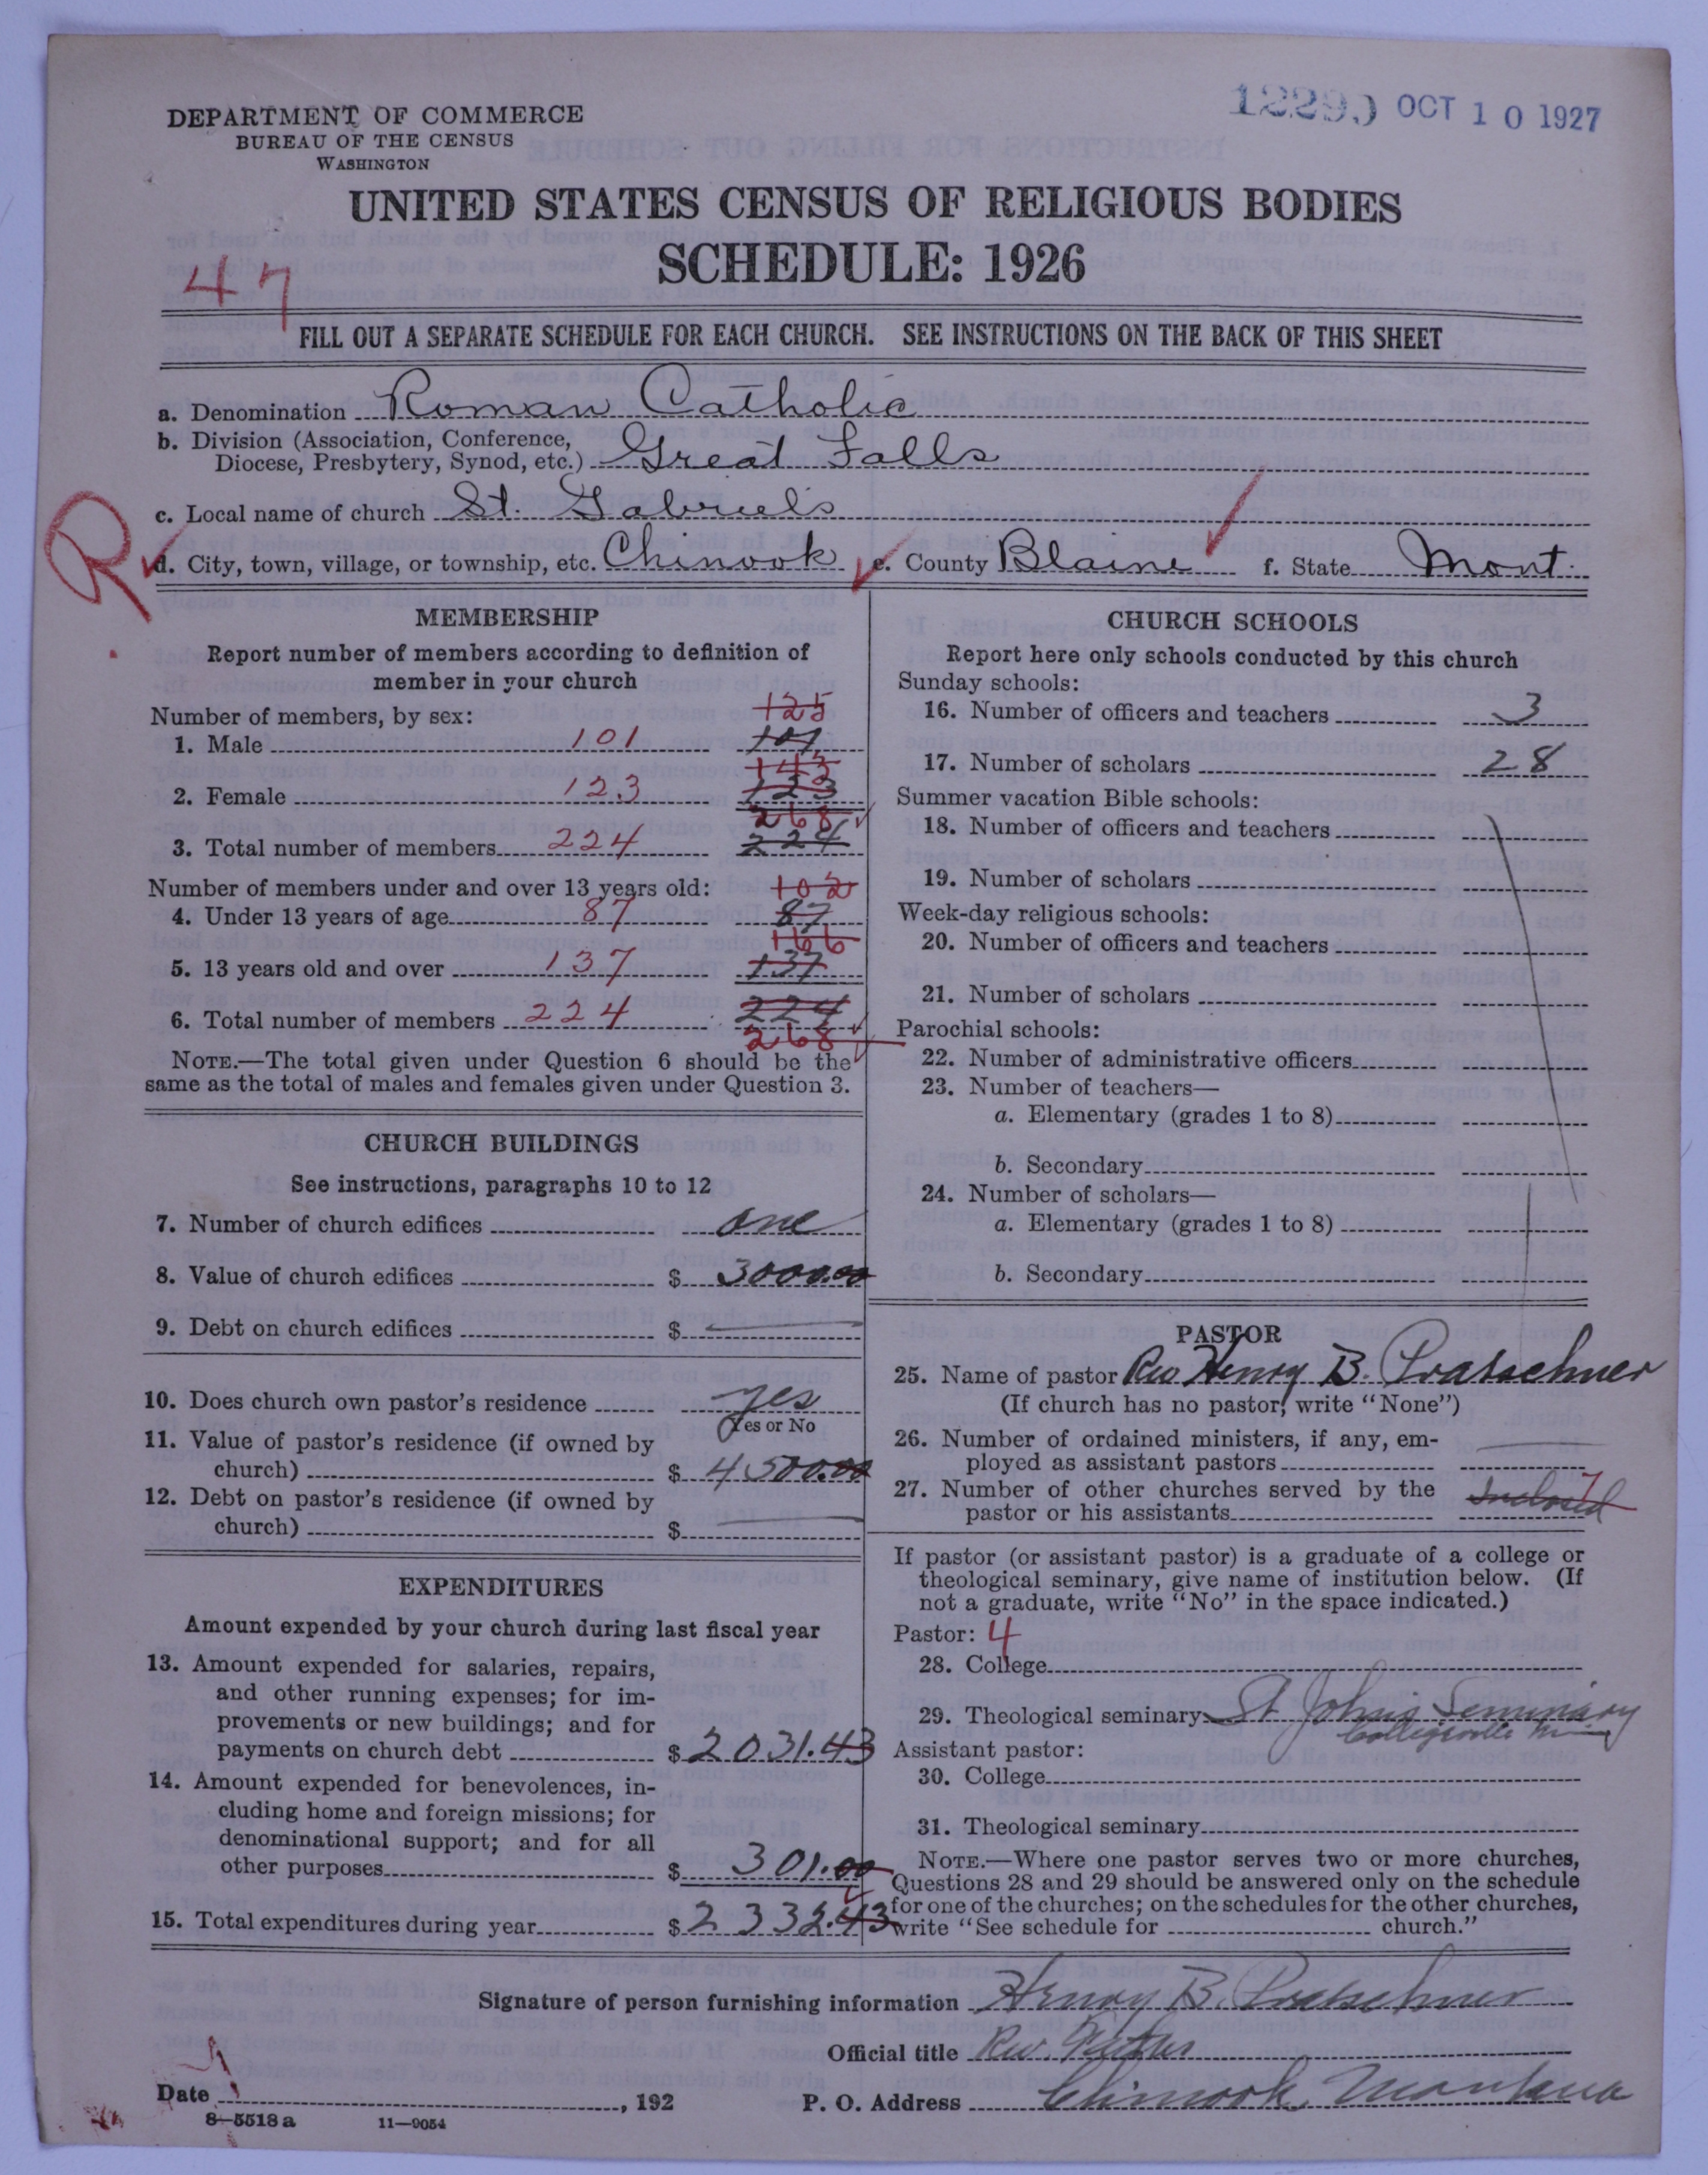 1229 OCT 10 1927
DEPARTMENT OF COMMERCE
BUREAU OF THE CENSUS
WASHINGTON
UNITED STATES CENSUS OF RELIGIOUS BODIES
SCHEDULE: 1926
47
FILL OUT A SEPARATE SCHEDULE FOR EACH CHURCH. SEE INSTRUCTIONS ON THE BACK OF THIS SHEET
a. Denomination Roman Catholic
b. Division (Association, Conference,
Diocese, Presbytery, Synod, etc.) Great Falls
c. Local name of church St. Gabriel's
R
d. City, town, village, or township, etc. Chinook e. County Blaine f. State Mont.
MEMBERSHIP
Report number of members according to definition of
member in your church
Number of members, by sex: 125
1. Male 101 101
143
2. Female 123 123
268
3. Total number of members 224 224
Number of members under and over 13 years old: 102
4. Under 13 years of age 87 87
166
5. 13 years old and over 137 137
6. Total number of members 224 224
268
NOTE.—The total given under Question 6 should be the
same as the total of males and females given under Question 3.
CHURCH BUILDINGS
See instructions, paragraphs 10 to 12
7. Number of church edifices one
8. Value of church edifices $ 3000.00
9. Debt on church edifices $
10. Does church own pastor's residence yes
Yes or No
11. Value of pastor's residence (if owned by
church) $ 4500.00
12. Debt on pastor's residence (if owned by
church) $
EXPENDITURES
Amount expended by your church during last fiscal year
13. Amount expended for salaries, repairs,
and other running expenses; for im-
provements or new buildings; and for
payments on church debt $ 2031.43
14. Amount expended for benevolences, in-
cluding home and foreign missions; for
denominational support; and for all
other purposes $ 301.00
15. Total expenditures during year $ 2332.43
CHURCH SCHOOLS
Report here only schools conducted by this church
Sunday schools:
16. Number of officers and teachers 3
17. Number of scholars 28
Summer vacation Bible schools:
18. Number of officers and teachers
19. Number of scholars
Week-day religious schools:
20. Number of officers and teachers
21. Number of scholars
Parochial schools:
22. Number of administrative officers
23. Number of teachers—
a. Elementary (grades 1 to 8)
b. Secondary
24. Number of scholars—
a. Elementary (grades 1 to 8)
b. Secondary
PASTOR
25. Name of pastor Rev Henry B. Pratschner
(If church has no pastor, write "None")
26. Number of ordained ministers, if any, em-
ployed as assistant pastors
27. Number of other churches served by the
pastor or his assistants Inclosed 7
If pastor (or assistant pastor) is a graduate of a college or
theological seminary, give name of institution below. (If
not a graduate, write "No" in the space indicated.)
Pastor: 4
28. College
29. Theological seminary St Johns Seminary
Collegeville Minn
Assistant pastor:
30. College
31. Theological seminary
NOTE.—Where one pastor serves two or more churches,
Questions 28 and 29 should be answered only on the schedule
for one of the churches; on the schedules for the other churches,
write "See schedule for church."
Signature of person furnishing information Henry B. Pratschner
Official title Rev.
Date , 192 P. O. Address Chinook, Montana
8—5518a 11—9054